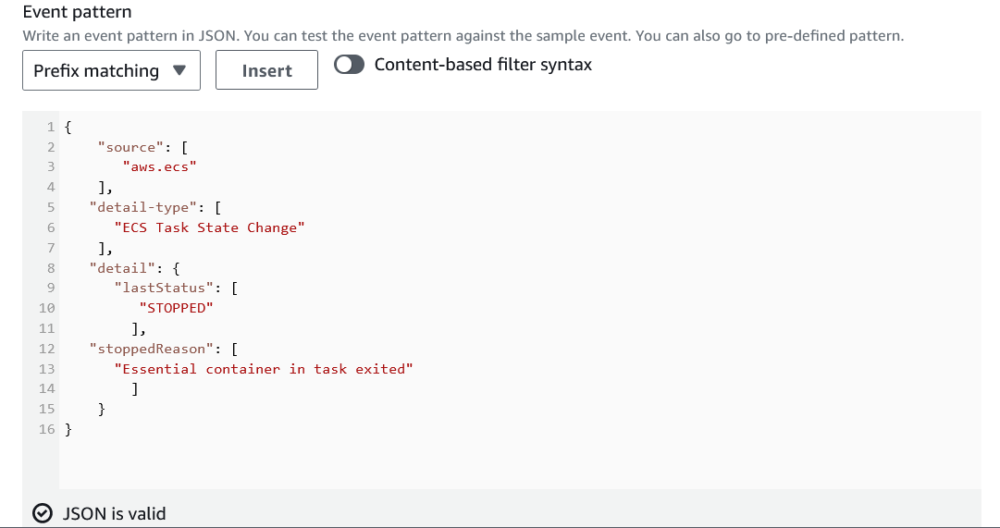 Event pattern
Write an event pattern in JSON. You can test the event pattern against the sample event. You can also go to pre-defined pattern.
Prefix matching ▼ Insert Content-based filter syntax
1 {
2     "source": [
3        "aws.ecs"
4     ],
5    "detail-type": [
6       "ECS Task State Change"
7     ],
8    "detail": {
9       "lastStatus": [
10          "STOPPED"
11         ],
12    "stoppedReason": [
13       "Essential container in task exited"
14         ]
15     }
16 }
JSON is valid